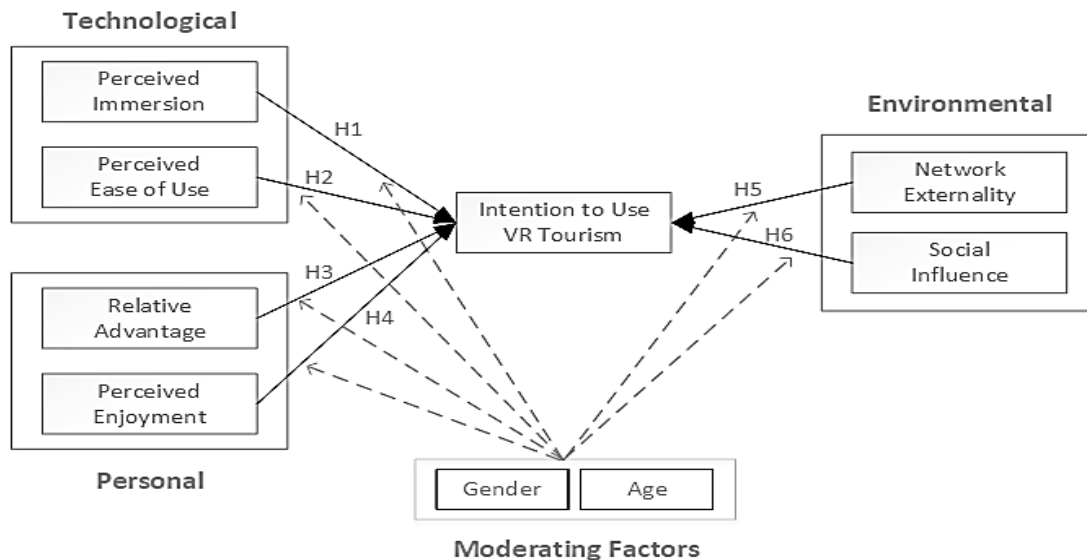 Technological
Perceived
Immersion
Perceived
Ease of Use
H1
H2
Relative
Advantage
Perceived
Enjoyment
H3
H4
Personal
Intention to Use
VR Tourism
Environmental
Network
Externality
Social
Influence
H5
H6
Gender
Age
Moderating Factors